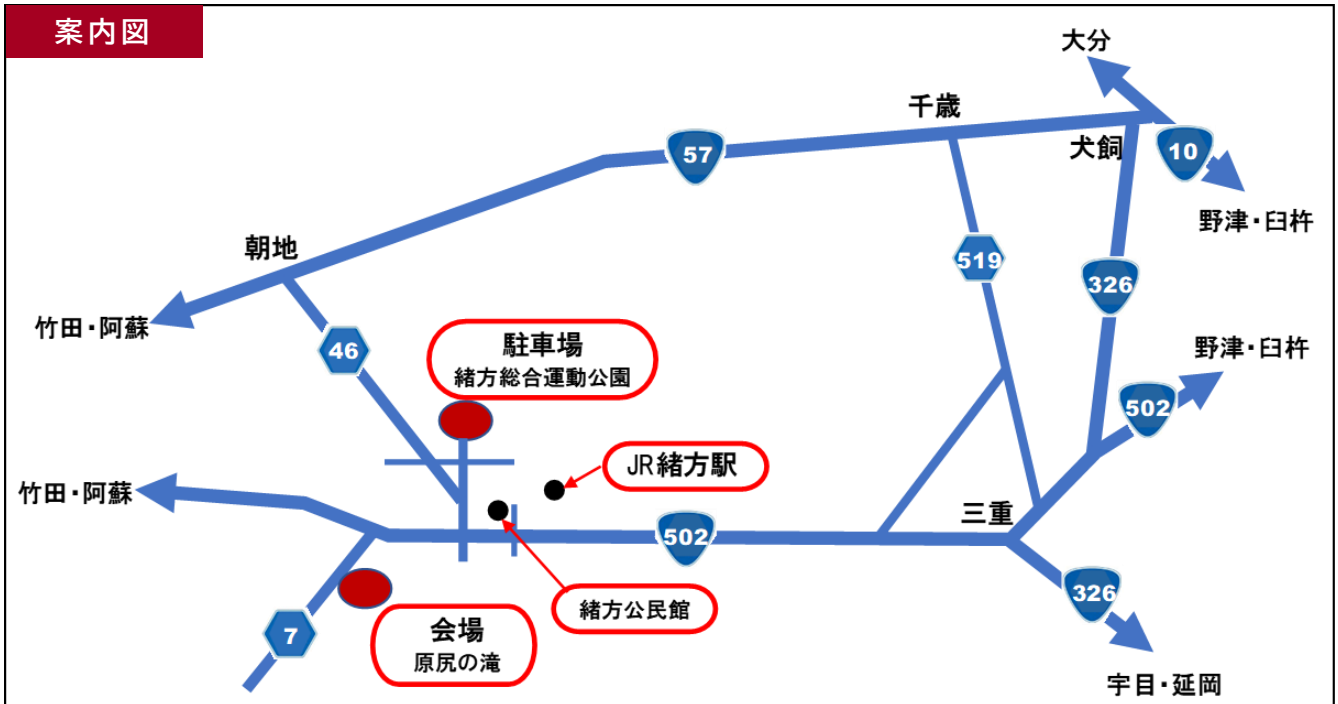 案内図
大分
千歳
57
犬飼
10
野津・臼杵
朝地
519
326
竹田・阿蘇
46
駐車場
緒方総合運動公園
野津・臼杵
502
JR緒方駅
竹田・阿蘇
三重
502
326
緒方公民館
会場
原尻の滝
7
宇目・延岡